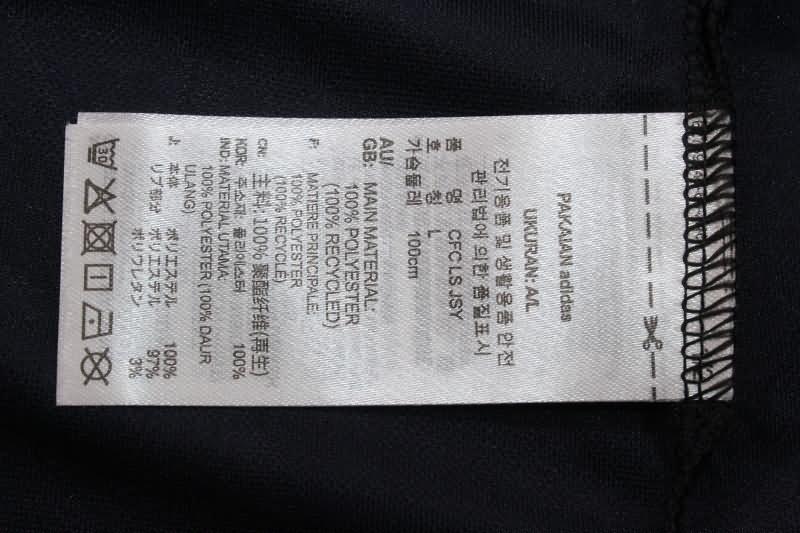 PAKAIAN adidas
UKURAN: A/L
전기용품 및 생활용품 안전
관리법에 의한 품질표시
품 명 CFC LS JSY
호 칭 L
가슴둘레 100cm
AU/
GB: MAIN MATERIAL:
100% POLYESTER
(100% RECYCLED)
F: MATIERE PRINCIPALE:
100% POLYESTER
(100% RECYCLÉ)
CN: 主料: 100% 聚酯纤维(再生)
KOR: 주소재: 폴리에스터 100%
IND: MATERIAL UTAMA:
100% POLYESTER (100% DAUR
ULANG)
J: 本体 ポリエステル 100%
リブ部分 ポリエステル 97%
ポリウレタン 3%
30